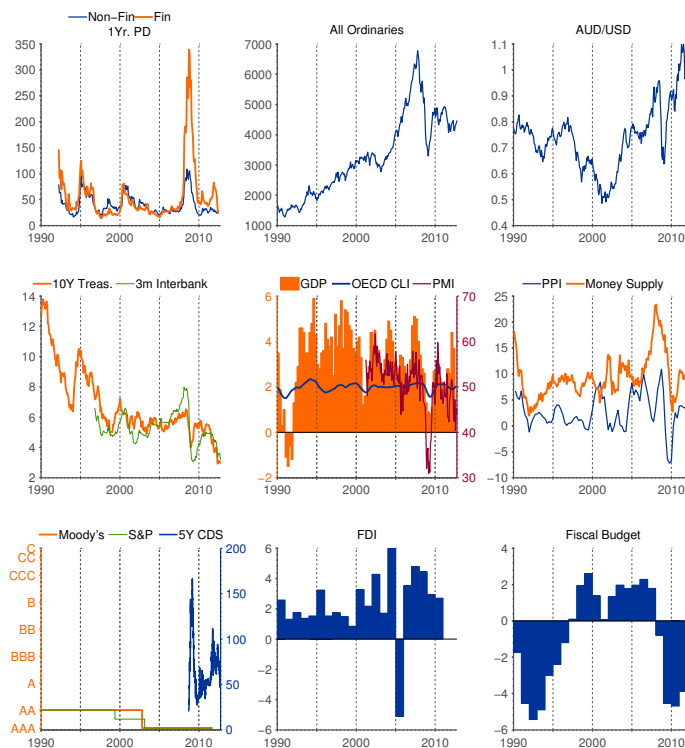 Non-Fin Fin
1Yr. PD
350
300
250
200
150
100
50
0
1990 2000 2010
All Ordinaries
7000
6000
5000
4000
3000
2000
1000
1990 2000 2010
AUD/USD
1.1
1
0.9
0.8
0.7
0.6
0.5
0.4
1990 2000 2010
10Y Treas. 3m Interbank
14
12
10
8
6
4
2
1990 2000 2010
GDP OECD CLI PMI
6 70
4 60
2 50
0 40
−2 30
1990 2000 2010
PPI Money Supply
25
20
15
10
5
0
−5
−10
1990 2000 2010
Moody's S&P 5Y CDS
C 200
CC
CCC
B 150
BB 100
BBB
A 50
AA
AAA 0
1990 2000 2010
FDI
6
4
2
0
−2
−4
−6
1990 2000 2010
Fiscal Budget
4
2
0
−2
−4
−6
1990 2000 2010